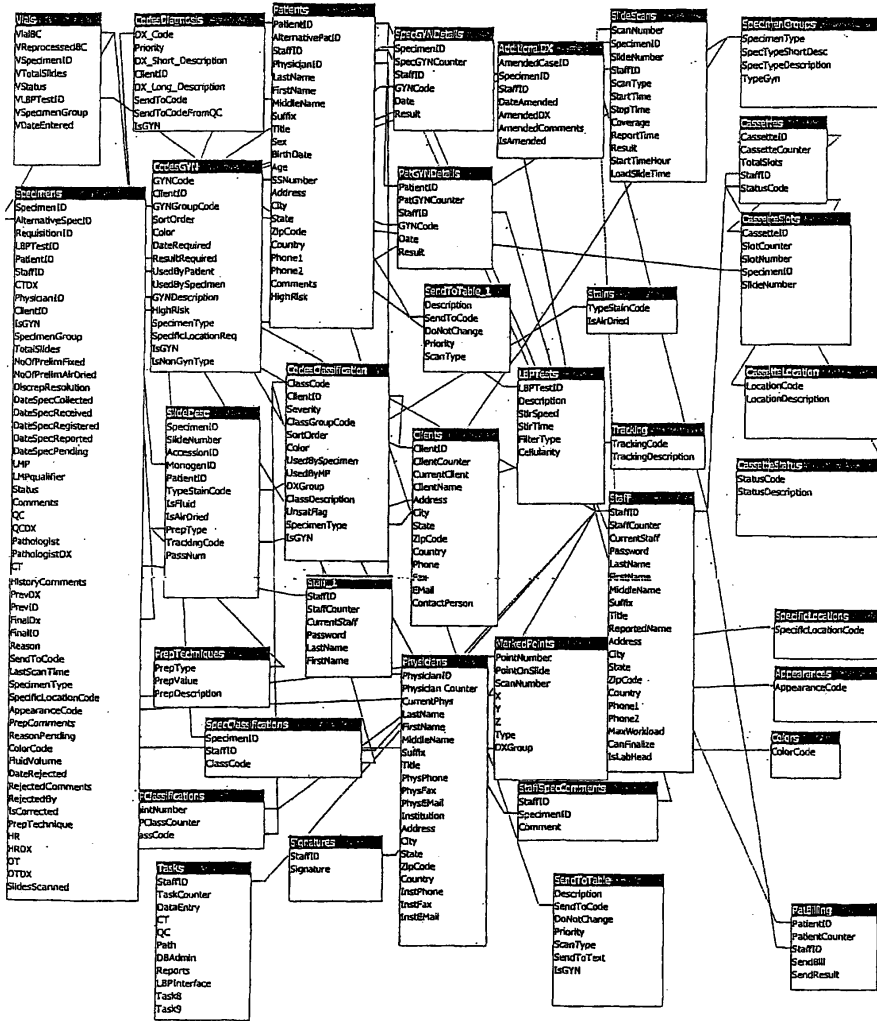 Vials
VialBC
VReprocessedBC
VSpecimenID
VTotalSlides
VStatus
VLBPTestID
VSpecimenGroup
VDateEntered
CodesDiagnosis
DX_Code
Priority
DX_Short_Description
ClientID
DX_Long_Description
SendToCode
SendToCodeFromQC
IsGYN
Patients
PatientID
AlternativePatID
StaffID
PhysicianID
LastName
FirstName
MiddleName
Suffix
Title
Sex
BirthDate
Age
SSNumber
Address
City
State
ZipCode
Country
Phone1
Phone2
Comments
HighRisk
SpecGYNDetails
SpecimenID
SpecGYNCounter
StaffID
GYNCode
Date
Result
AdditionalDX
AmendedCaseID
SpecimenID
StaffID
DateAmended
AmendedDX
AmendedComments
IsAmended
SlideScans
ScanNumber
SpecimenID
SlideNumber
StaffID
ScanType
StartTime
StopTime
Coverage
ReportTime
Result
StartTimeHour
LoadSlideTime
SpecimenGroups
SpecimenType
SpecTypeShortDesc
SpecTypeDescription
TypeGyn
Cassettes
CassetteID
CassetteCounter
TotalSlots
StaffID
StatusCode
CassetteSlots
CassetteID
SlotCounter
SlotNumber
SpecimenID
SlideNumber
Specimens
SpecimenID
AlternativeSpecID
RequisitionID
LBPTestID
PatientID
StaffID
CTDX
PhysicianID
ClientID
IsGYN
SpecimenGroup
TotalSlides
NoOfPrelimFixed
NoOfPrelimAirDried
DiscrepResolution
DateSpecCollected
DateSpecReceived
DateSpecRegistered
DateSpecReported
DateSpecPending
LMP
LMPqualifier
Status
Comments
QC
QCDX
Pathologist
PathologistDX
CT
HistoryComments
PrevDX
PrevID
FinalDx
FinalID
Reason
SendToCode
LastScanTime
SpecimenType
SpecificLocationCode
AppearanceCode
PrepComments
ReasonPending
ColorCode
FluidVolume
DateRejected
RejectedComments
RejectedBy
IsCorrected
PrepTechnique
HR
HRDX
OT
OTDX
SlidesScanned
CodesGYN
GYNCode
ClientID
GYNGroupCode
SortOrder
Color
DateRequired
ResultRequired
UsedByPatient
UsedBySpecimen
GYNDescription
HighRisk
SpecimenType
SpecificLocationReq
IsGYN
IsNonGynType
PatGYNDetails
PatientID
PatGYNCounter
StaffID
GYNCode
Date
Result
SendToTable_1
Description
SendToCode
DoNotChange
Priority
ScanType
Stains
TypeStainCode
IsAirDried
CodesClassification
ClassCode
ClientID
Severity
ClassGroupCode
SortOrder
Color
UsedBySpecimen
UsedByMP
DXGroup
ClassDescription
UnsatFlag
SpecimenType
IsGYN
LBPTests
LBPTestID
Description
StirSpeed
StirTime
FilterType
Cellularity
CassetteLocation
LocationCode
LocationDescription
SlideDesc
SpecimenID
SlideNumber
AccessionID
MonogenID
PatientID
TypeStainCode
IsFluid
IsAirDried
PrepType
TrackingCode
PassNum
Clients
ClientID
ClientCounter
CurrentClient
ClientName
Address
City
State
ZipCode
Country
Phone
Fax
EMail
ContactPerson
Tracking
TrackingCode
TrackingDescription
CassetteStatus
StatusCode
StatusDescription
Staff
StaffID
StaffCounter
CurrentStaff
Password
LastName
FirstName
MiddleName
Suffix
Title
ReportedName
Address
City
State
ZipCode
Country
Phone1
Phone2
MaxWorkload
CanFinalize
IsLabHead
Staff_1
StaffID
StaffCounter
CurrentStaff
Password
LastName
FirstName
SpecificLocations
SpecificLocationCode
PrepTechniques
PrepType
PrepValue
PrepDescription
Physicians
PhysicianID
Physician Counter
CurrentPhys
LastName
FirstName
MiddleName
Suffix
Title
PhysPhone
PhysFax
PhysEMail
Institution
Address
City
State
ZipCode
Country
InstPhone
InstFax
InstEMail
MarkedPoints
PointNumber
PointOnSlide
ScanNumber
X
Y
Z
Type
DXGroup
Appearances
AppearanceCode
SpecClassifications
SpecimenID
StaffID
ClassCode
Colors
ColorCode
PClassifications
ointNumber
PClassCounter
lassCode
StaffSpecComments
StaffID
SpecimenID
Comment
Signatures
StaffID
Signature
Tasks
StaffID
TaskCounter
DataEntry
CT
QC
Path
DBAdmin
Reports
LBPInterface
Task8
Task9
SendToTable
Description
SendToCode
DoNotChange
Priority
ScanType
SendToText
IsGYN
PatBilling
PatientID
PatientCounter
StaffID
SendBill
SendResult